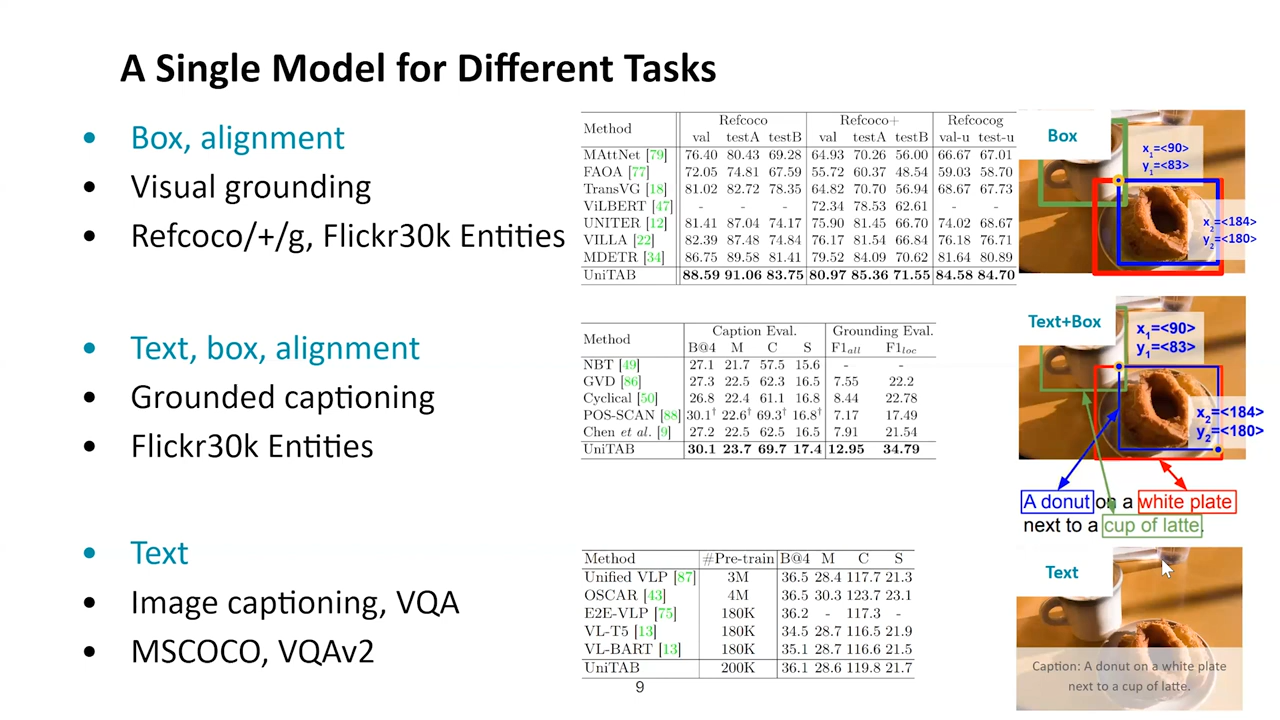 A Single Model for Different Tasks
• Box, alignment
• Visual grounding
• Refcoco/+/g, Flickr30k Entities
Method Refcoco Refcoco+ Refcocog
val testA testB val testA testB val-u test-u
MAttNet [79] 76.40 80.43 69.28 64.93 70.26 56.00 66.67 67.01
FAOA [77] 72.05 74.81 67.59 55.72 60.37 48.54 59.03 58.70
TransVG [18] 81.02 82.72 78.35 64.82 70.70 56.94 68.67 67.73
ViLBERT [47] - - - 72.34 78.53 62.61 - -
UNITER [12] 81.41 87.04 74.17 75.90 81.45 66.70 74.02 68.67
VILLA [22] 82.39 87.48 74.84 76.17 81.54 66.84 76.18 76.71
MDETR [34] 86.75 89.58 81.41 79.52 84.09 70.62 81.64 80.89
UniTAB 88.59 91.06 83.75 80.97 85.36 71.55 84.58 84.70
Box
x1=<90>
y1=<83>
x2=<184>
y2=<180>
• Text, box, alignment
• Grounded captioning
• Flickr30k Entities
Method Caption Eval. Grounding Eval.
B@4 M C S F1all F1loc
NBT [49] 27.1 21.7 57.5 15.6 - -
GVD [86] 27.3 22.5 62.3 16.5 7.55 22.2
Cyclical [50] 26.8 22.4 61.1 16.8 8.44 22.78
POS-SCAN [88] 30.1† 22.6† 69.3† 16.8† 7.17 17.49
Chen et al. [9] 27.2 22.5 62.5 16.5 7.91 21.54
UniTAB 30.1 23.7 69.7 17.4 12.95 34.79
Text+Box
x1=<90>
y1=<83>
x2=<184>
y2=<180>
A donut on a white plate
next to a cup of latte.
• Text
• Image captioning, VQA
• MSCOCO, VQAv2
Method #Pre-train B@4 M C S
Unified VLP [87] 3M 36.5 28.4 117.7 21.3
OSCAR [43] 4M 36.5 30.3 123.7 23.1
E2E-VLP [75] 180K 36.2 - 117.3 -
VL-T5 [13] 180K 34.5 28.7 116.5 21.9
VL-BART [13] 180K 35.1 28.7 116.6 21.5
UniTAB 200K 36.1 28.6 119.8 21.7
Text
Caption: A donut on a white plate
next to a cup of latte.
9